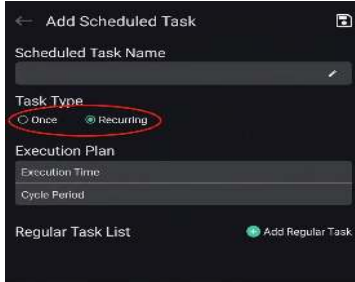 Add Scheduled Task
Scheduled Task Name
Task Type
Once Recurring
Execution Plan
Execution Time
Cycle Period
Regular Task List Add Regular Task